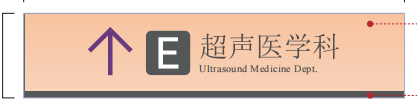 E 超声医学科
Ultrasound Medicine Dept.